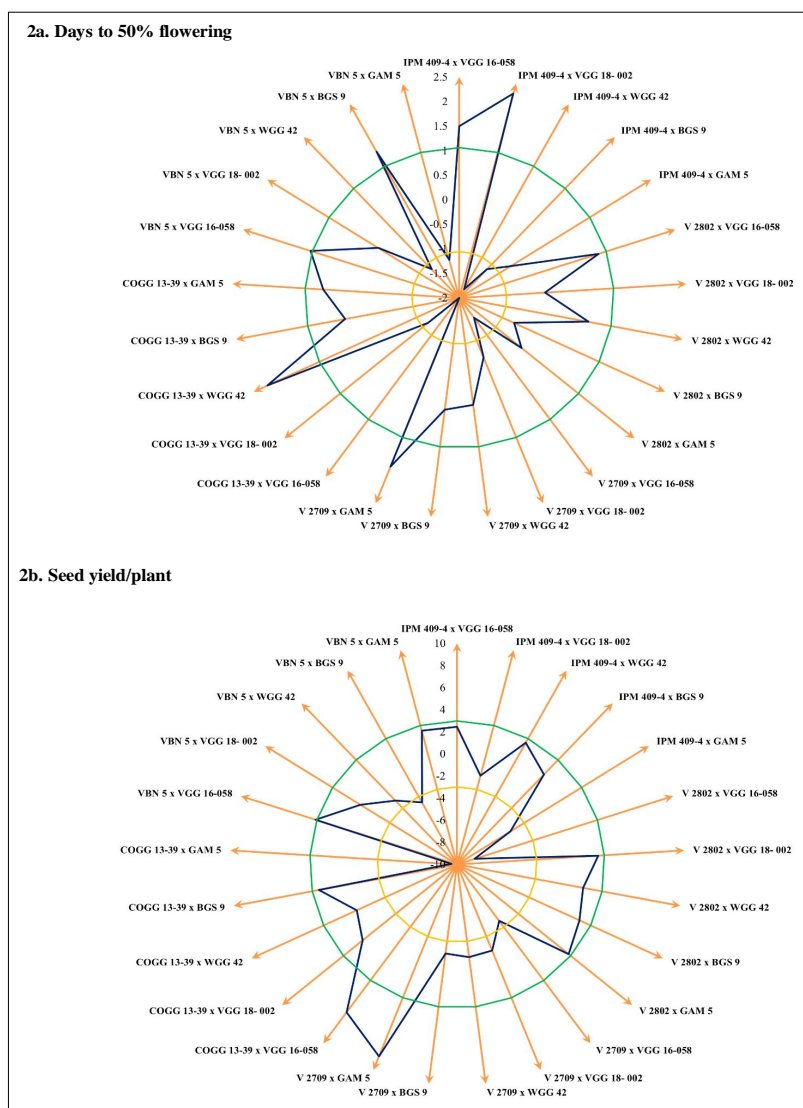 2a. Days to 50% flowering
IPM 409-4 x VGG 16-058
IPM 409-4 x VGG 18- 002
IPM 409-4 x WGG 42
IPM 409-4 x BGS 9
IPM 409-4 x GAM 5
V 2802 x VGG 16-058
V 2802 x VGG 18- 002
V 2802 x WGG 42
V 2802 x BGS 9
V 2802 x GAM 5
V 2709 x VGG 16-058
V 2709 x VGG 18- 002
V 2709 x WGG 42
V 2709 x BGS 9
V 2709 x GAM 5
COGG 13-39 x VGG 16-058
COGG 13-39 x VGG 18- 002
COGG 13-39 x WGG 42
COGG 13-39 x BGS 9
COGG 13-39 x GAM 5
VBN 5 x VGG 16-058
VBN 5 x VGG 18- 002
VBN 5 x WGG 42
VBN 5 x BGS 9
VBN 5 x GAM 5
2.5
2
1.5
1
0.5
0
-0.5
-1
-1.5
-2
2b. Seed yield/plant
IPM 409-4 x VGG 16-058
IPM 409-4 x VGG 18- 002
IPM 409-4 x WGG 42
IPM 409-4 x BGS 9
IPM 409-4 x GAM 5
V 2802 x VGG 16-058
V 2802 x VGG 18- 002
V 2802 x WGG 42
V 2802 x BGS 9
V 2802 x GAM 5
V 2709 x VGG 16-058
V 2709 x VGG 18- 002
V 2709 x WGG 42
V 2709 x BGS 9
V 2709 x GAM 5
COGG 13-39 x VGG 16-058
COGG 13-39 x VGG 18- 002
COGG 13-39 x WGG 42
COGG 13-39 x BGS 9
COGG 13-39 x GAM 5
VBN 5 x VGG 16-058
VBN 5 x VGG 18- 002
VBN 5 x WGG 42
VBN 5 x BGS 9
VBN 5 x GAM 5
10
8
6
4
2
0
-2
-4
-6
-8
-10